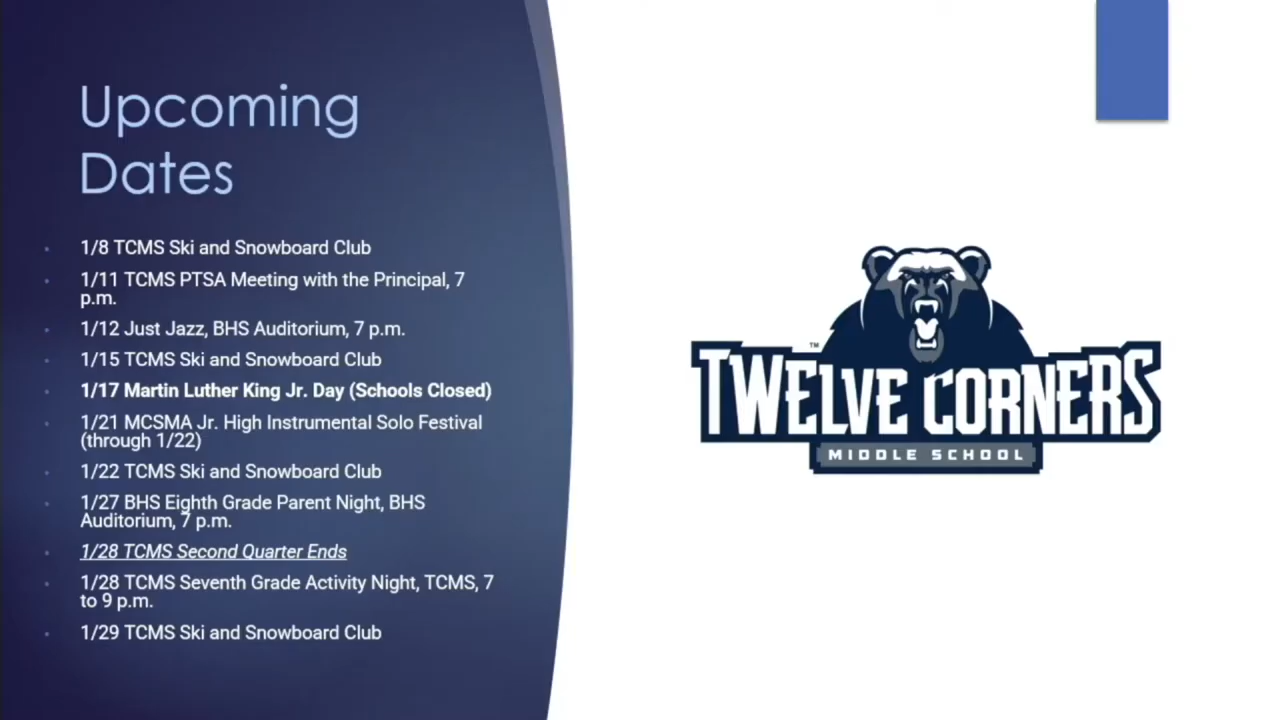 Upcoming
Dates
1/8 TCMS Ski and Snowboard Club
1/11 TCMS PTSA Meeting with the Principal, 7
p.m.
1/12 Just Jazz, BHS Auditorium, 7 p.m.
1/15 TCMS Ski and Snowboard Club
1/17 Martin Luther King Jr. Day (Schools Closed)
1/21 MCSMA Jr. High Instrumental Solo Festival
(through 1/22)
1/22 TCMS Ski and Snowboard Club
1/27 BHS Eighth Grade Parent Night, BHS
Auditorium, 7 p.m.
1/28 TCMS Second Quarter Ends
1/28 TCMS Seventh Grade Activity Night, TCMS, 7
to 9 p.m.
1/29 TCMS Ski and Snowboard Club
TM
TWELVE CORNERS
MIDDLE SCHOOL